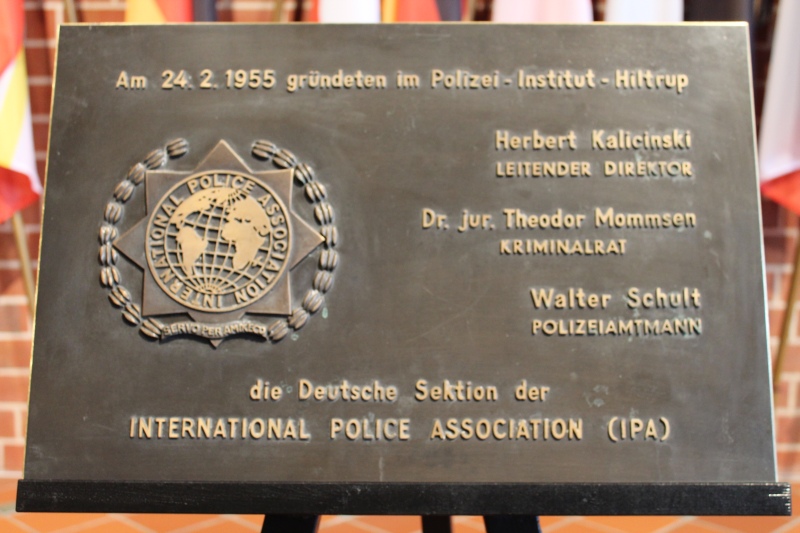 Am 24. 2. 1955 gründeten im Polizei-Institut-Hiltrup
Herbert Kalicinski
LEITENDER DIREKTOR
Dr. jur. Theodor Mommsen
KRIMINALRAT
Walter Schult
POLIZEIAMTMANN
INTERNATIONAL POLICE ASSOCIATION
SERVO PER AMIKECO
die Deutsche Sektion der
INTERNATIONAL POLICE ASSOCIATION (IPA)